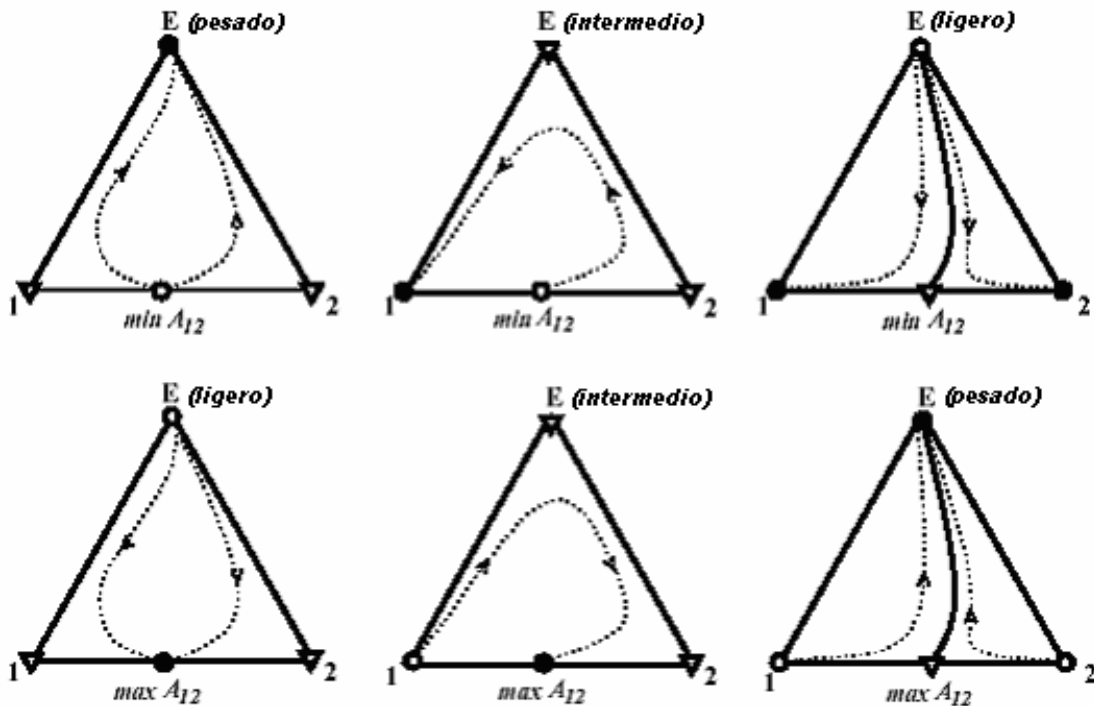 E (pesado)
E (intermedio)
E (ligero)
1
2
min A12
1
2
min A12
1
2
min A12
E (ligero)
E (intermedio)
E (pesado)
1
2
max A12
1
2
max A12
1
2
max A12